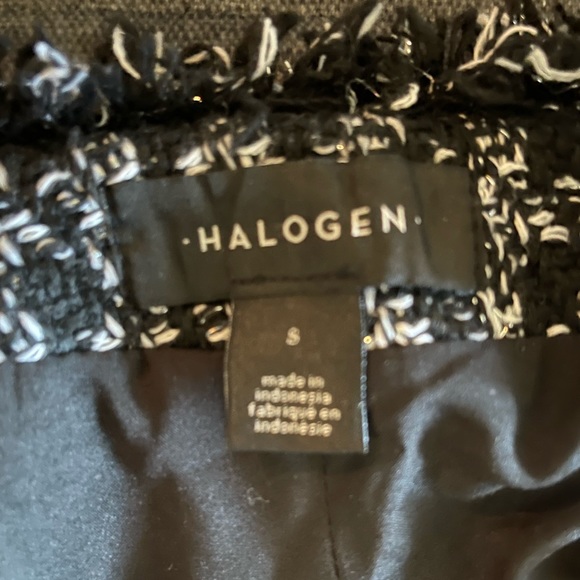 ·HALOGEN·
S
made in
indonesia
fabriqué en
indonésie